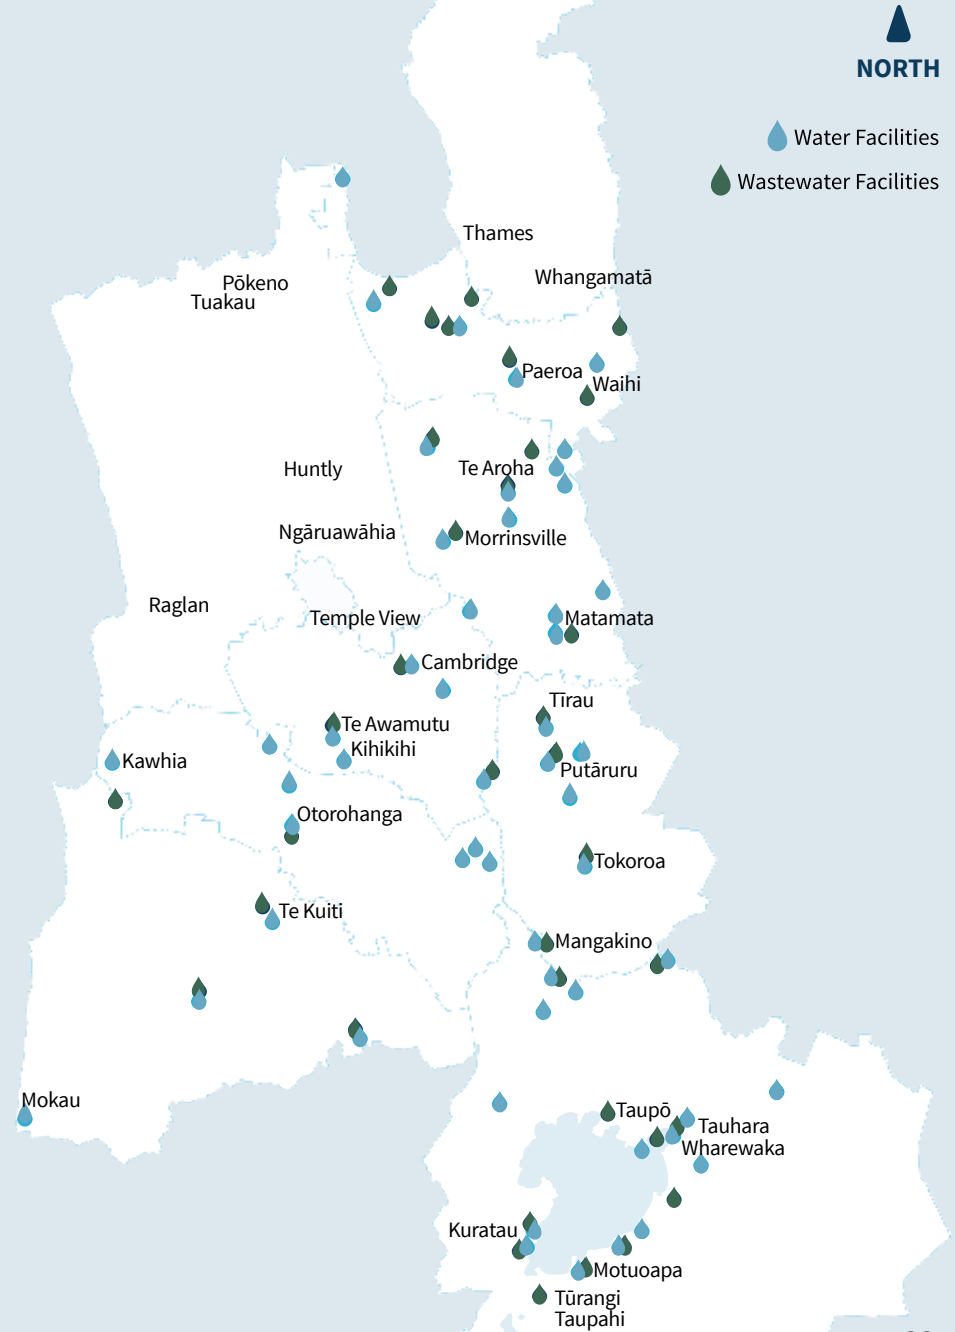 NORTH
Water Facilities
Wastewater Facilities
Thames
Whangamatā
Pōkeno
Tuakau
Paeroa
Waihi
Huntly
Te Aroha
Ngāruawāhia
Morrinsville
Raglan
Temple View
Matamata
Cambridge
Tīrau
Te Awamutu
Kihikihi
Kawhia
Putāruru
Otorohanga
Tokoroa
Te Kuiti
Mangakino
Mokau
Taupō
Tauhara
Wharewaka
Kuratau
Motuoapa
Tūrangi
Taupahi